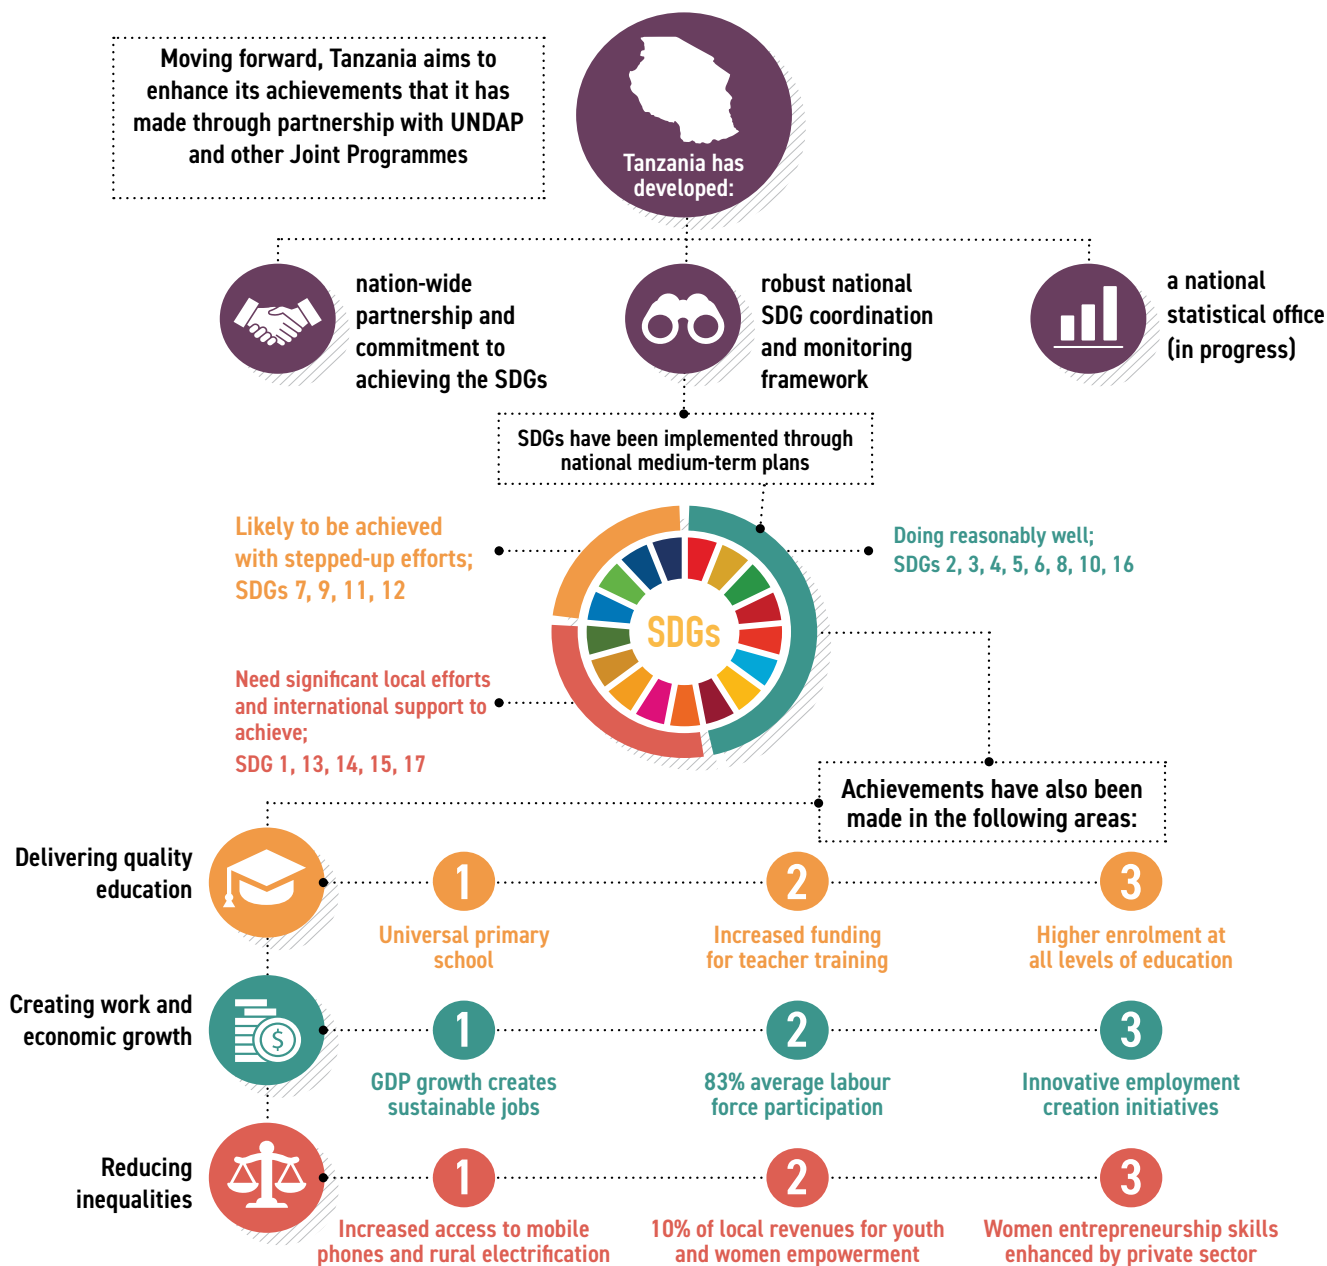 Moving forward, Tanzania aims to
enhance its achievements that it has
made through partnership with UNDAP
and other Joint Programmes
Tanzania has
developed:
nation-wide
partnership and
commitment to
achieving the SDGs
robust national
SDG coordination
and monitoring
framework
a national
statistical office
(in progress)
SDGs have been implemented through
national medium-term plans
Likely to be achieved
with stepped-up efforts;
SDGs 7, 9, 11, 12
Doing reasonably well;
SDGs 2, 3, 4, 5, 6, 8, 10, 16
SDGs
Need significant local efforts
and international support to
achieve;
SDG 1, 13, 14, 15, 17
Achievements have also been
made in the following areas:
Delivering quality
education
1
Universal primary
school
2
Increased funding
for teacher training
3
Higher enrolment at
all levels of education
Creating work and
economic growth
$
1
GDP growth creates
sustainable jobs
2
83% average labour
force participation
3
Innovative employment
creation initiatives
Reducing
inequalities
1
Increased access to mobile
phones and rural electrification
2
10% of local revenues for youth
and women empowerment
3
Women entrepreneurship skills
enhanced by private sector